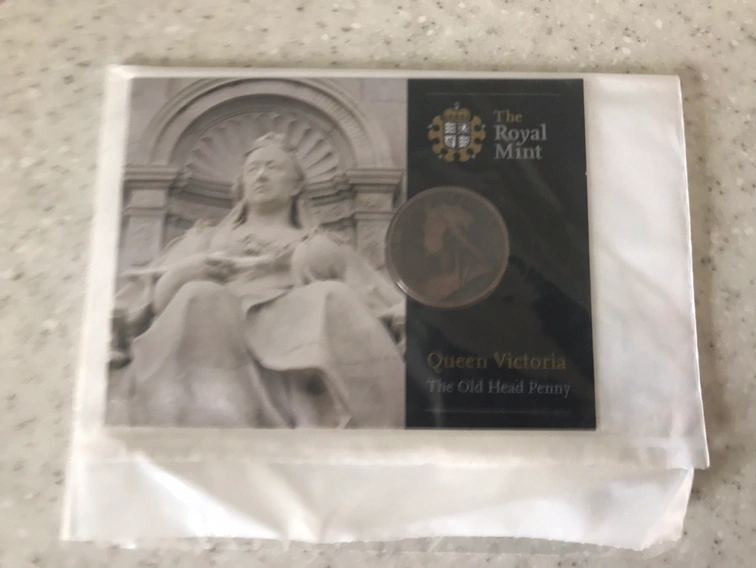 The
Royal
Mint
Queen Victoria
The Old Head Penny